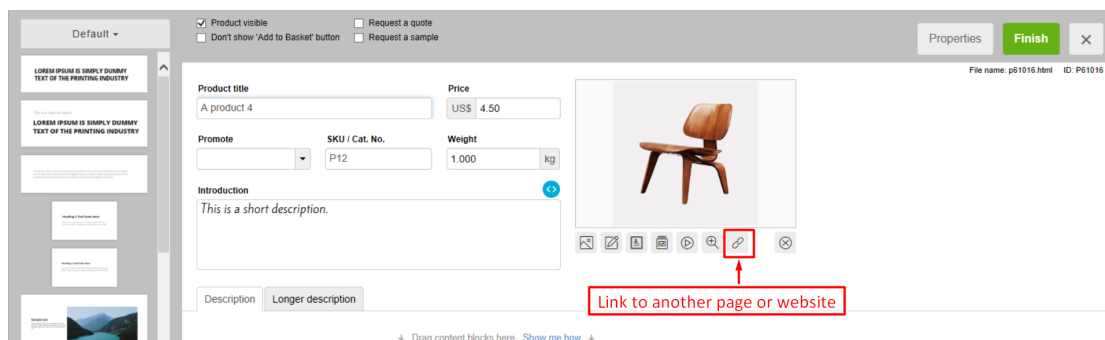 Default
Product visible
Request a quote
Don't show 'Add to Basket' button
Request a sample
Properties
Finish
File name: p61016.html ID: P61016
LOREM IPSUM IS SIMPLY DUMMY
TEXT OF THE PRINTING INDUSTRY
LOREM IPSUM IS SIMPLY DUMMY
TEXT OF THE PRINTING INDUSTRY
Product title
Price
A product 4
US$ 4.50
Promote
SKU / Cat. No.
Weight
P12
1.000
kg
Introduction
This is a short description.
Link to another page or website
Description
Longer description
Drag content blocks here Show me how